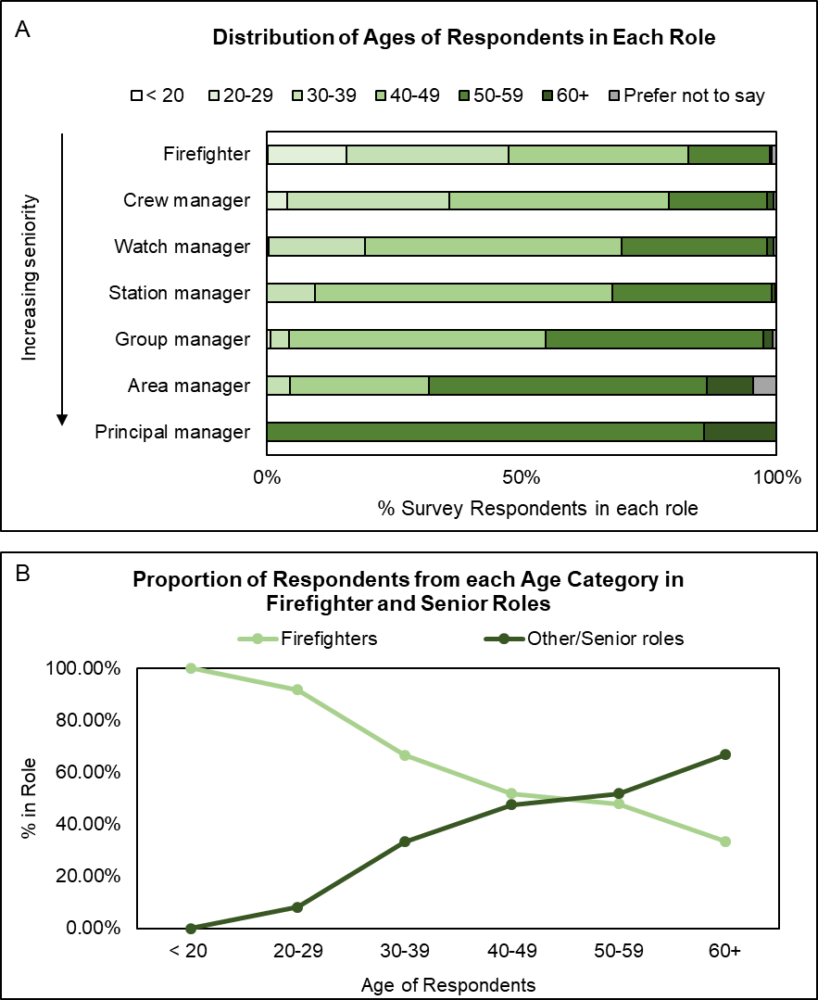 A
Distribution of Ages of Respondents in Each Role
< 20 20-29 30-39 40-49 50-59 60+ Prefer not to say
Increasing seniority
Firefighter
Crew manager
Watch manager
Station manager
Group manager
Area manager
Principal manager
0% 50% 100%
% Survey Respondents in each role
B
Proportion of Respondents from each Age Category in
Firefighter and Senior Roles
Firefighters Other/Senior roles
% in Role
100.00%
80.00%
60.00%
40.00%
20.00%
0.00%
< 20 20-29 30-39 40-49 50-59 60+
Age of Respondents